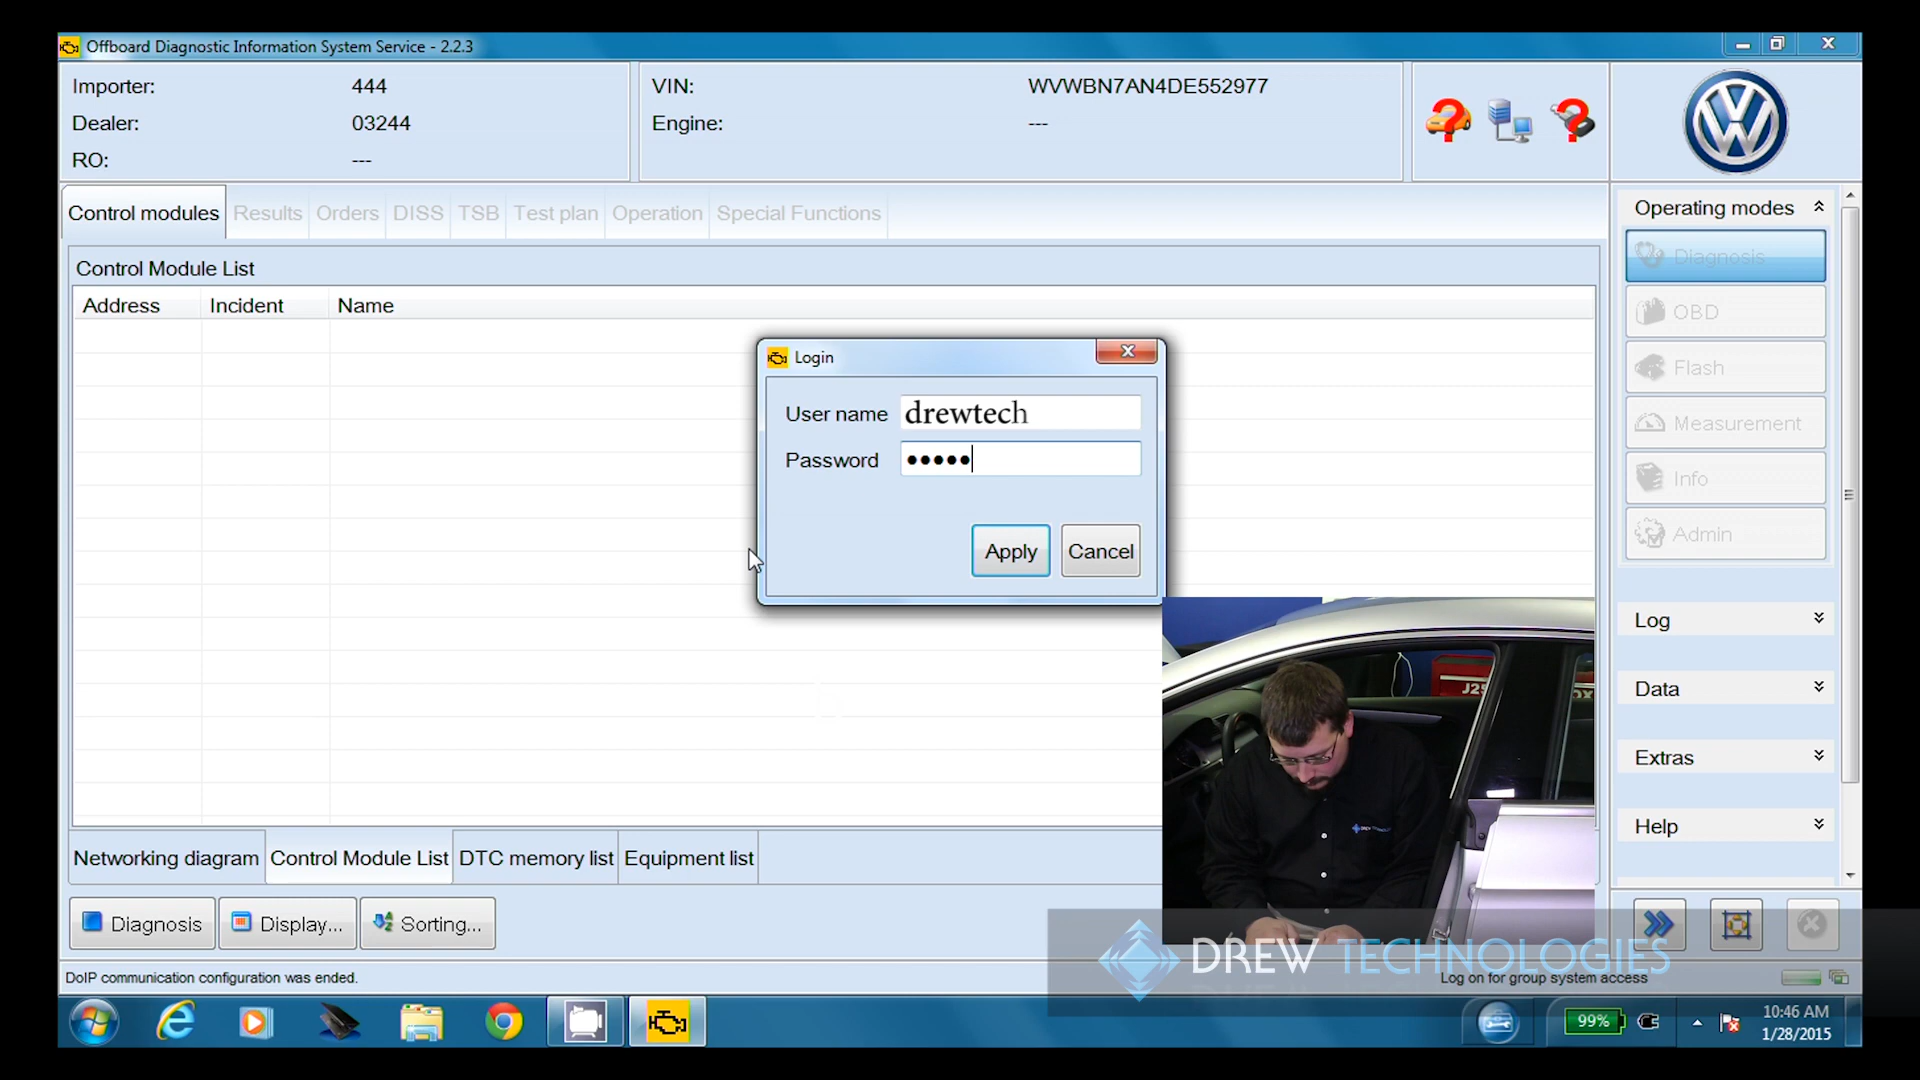 Offboard Diagnostic Information System Service - 2.2.3
Importer: 444
Dealer: 03244
RO: ---
VIN: WVWBN7AN4DE552977
Engine: ---
Control modules Results Orders DISS TSB Test plan Operation Special Functions
Control Module List
Address Incident Name
Login
User name drewtech
Password •••••
Apply Cancel
Operating modes
Diagnosis
OBD
Flash
Measurement
Info
Admin
Log
Data
Extras
Help
Networking diagram Control Module List DTC memory list Equipment list
Diagnosis Display... Sorting...
DREW TECHNOLOGIES
DoIP communication configuration was ended.
Log on for group system access
99%
10:46 AM
1/28/2015